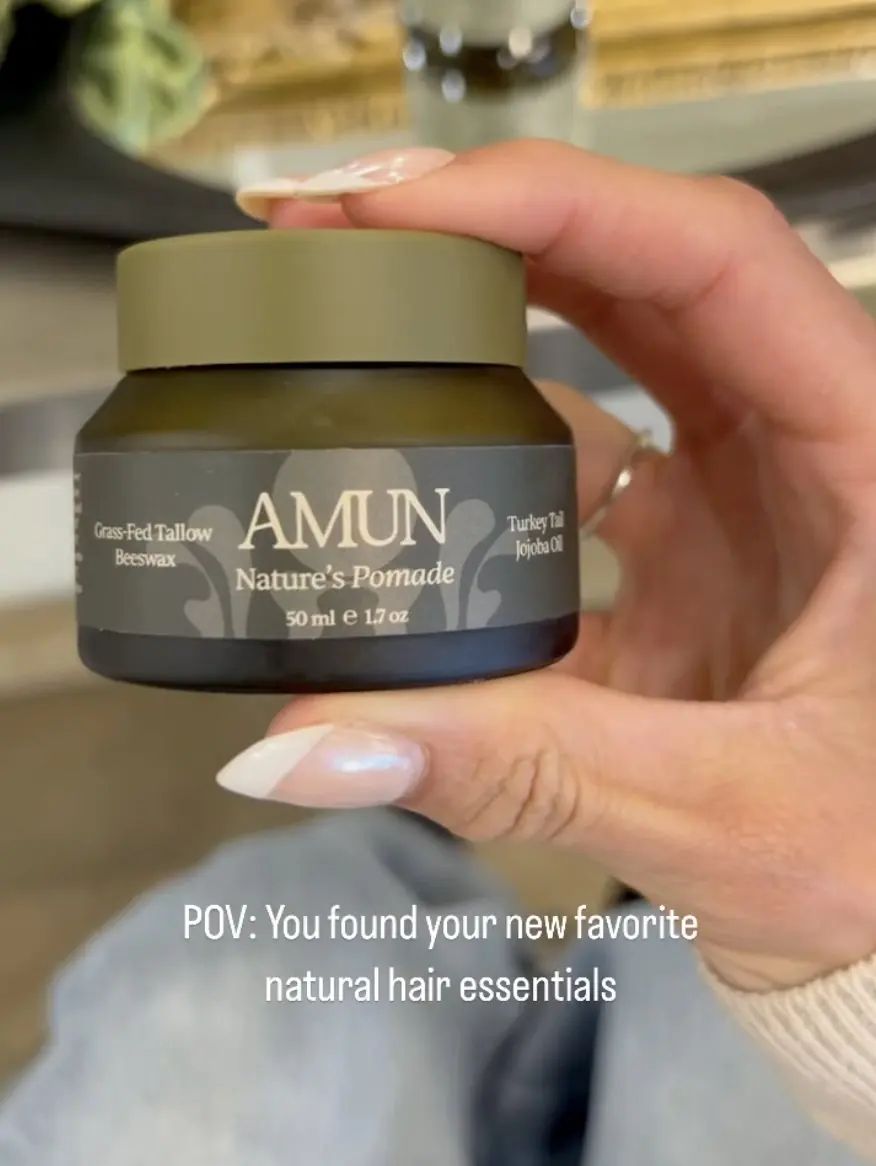 Grass-Fed Tallow
Beeswax
AMUN
Nature's Pomade
50 ml e 1.7 oz
Turkey Tail
Jojoba Oil
POV: You found your new favorite
natural hair essentials